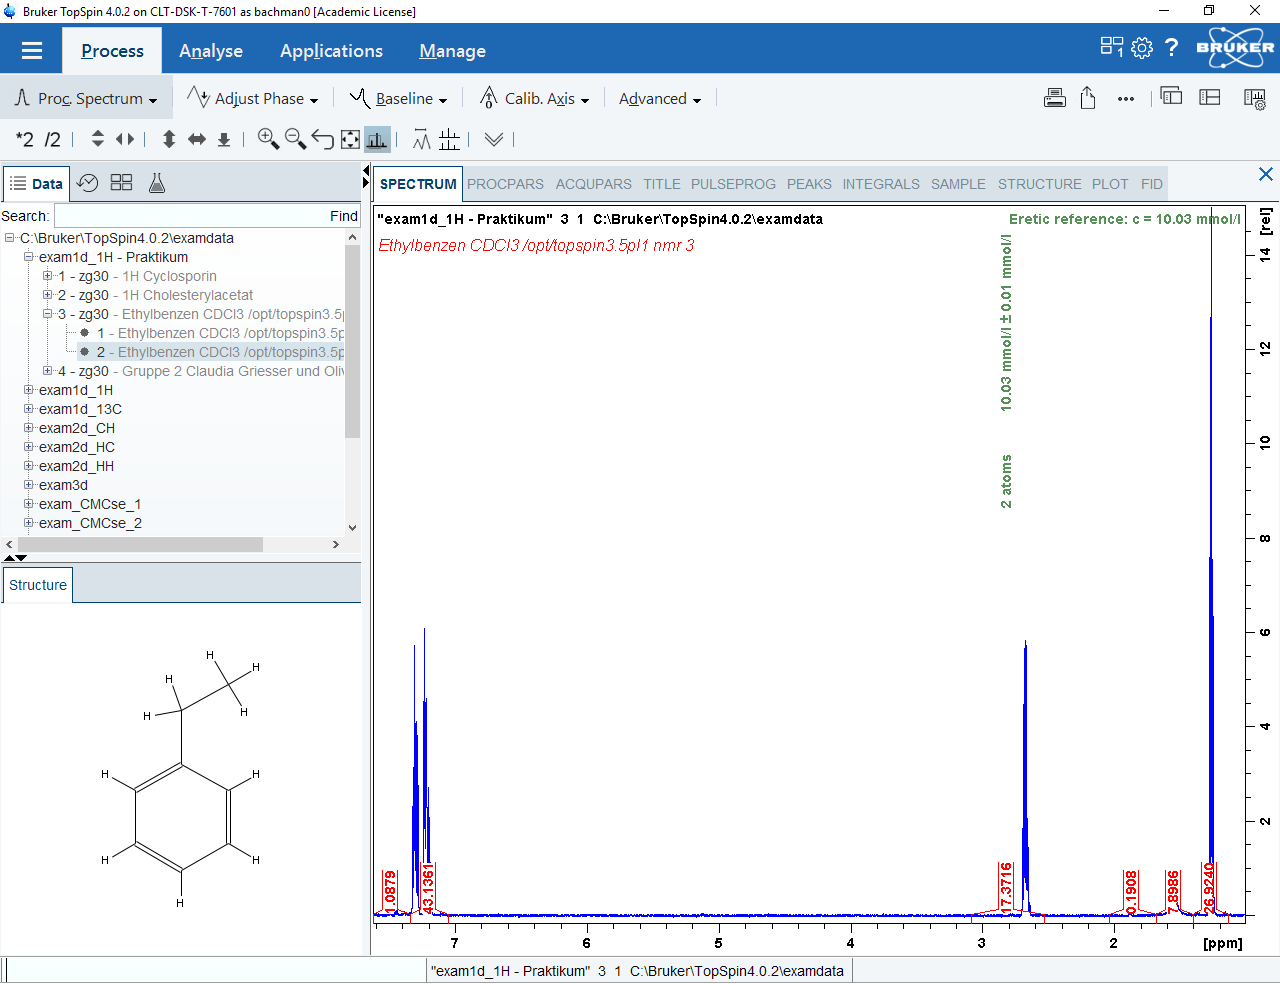 Bruker TopSpin 4.0.2 on CLT-DSK-T-7601 as bachman0 [Academic License]
Process Analyse Applications Manage
1 ? BRUKER
Proc. Spectrum Adjust Phase Baseline Calib. Axis Advanced
*2 /2
Data
SPECTRUM PROCPARS ACQUPARS TITLE PULSEPROG PEAKS INTEGRALS SAMPLE STRUCTURE PLOT FID
Search: Find
C:\Bruker\TopSpin4.0.2\examdata
exam1d_1H - Praktikum
1 - zg30 - 1H Cyclosporin
2 - zg30 - 1H Cholesterylacetat
3 - zg30 - Ethylbenzen CDCl3 /opt/topspin3.5p
1 - Ethylbenzen CDCl3 /opt/topspin3.5p
2 - Ethylbenzen CDCl3 /opt/topspin3.5p
4 - zg30 - Gruppe 2 Claudia Griesser und Oliv
exam1d_1H
exam1d_13C
exam2d_CH
exam2d_HC
exam2d_HH
exam3d
exam_CMCse_1
exam_CMCse_2
Structure
H
H
H
H
H
H
H
H
H
H
"exam1d_1H - Praktikum" 3 1 C:\Bruker\TopSpin4.0.2\examdata
Eretic reference: c = 10.03 mmol/l
Ethylbenzen CDCl3 /opt/topspin3.5pl1 nmr 3
10.03 mmol/l ± 0.01 mmol/l
2 atoms
[rel]
14
12
10
8
6
4
2
1.0879
43.1361
17.3716
0.1908
7.8986
26.9240
7 6 5 4 3 2 [ppm]
"exam1d_1H - Praktikum" 3 1 C:\Bruker\TopSpin4.0.2\examdata